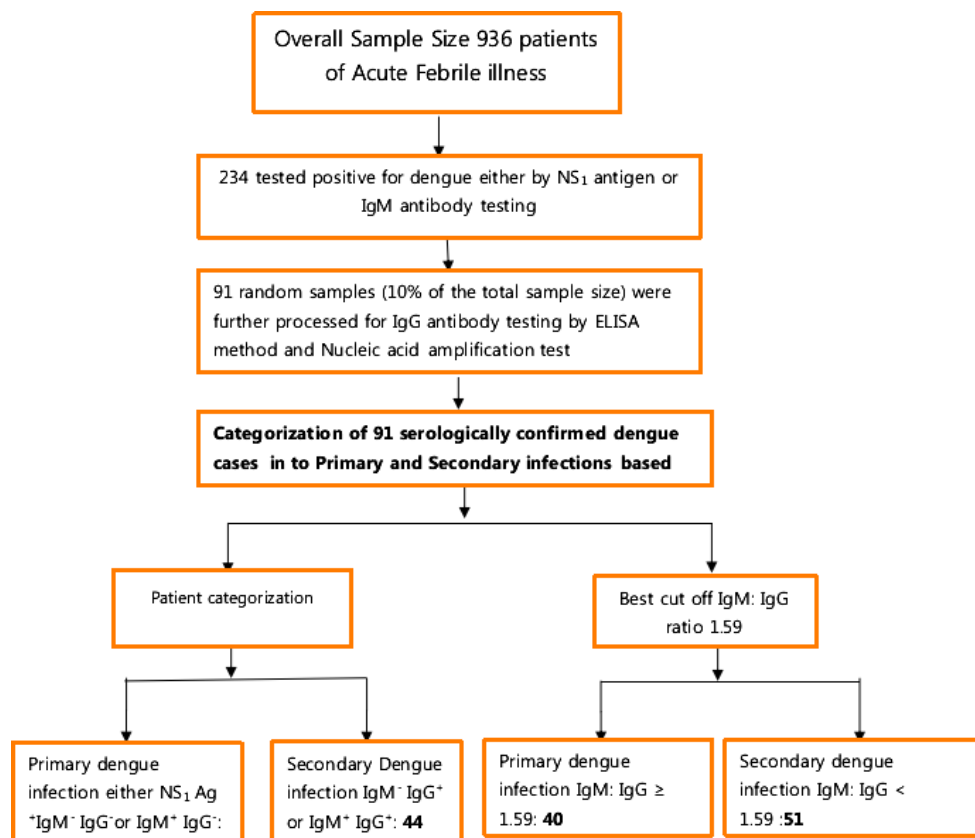 Overall Sample Size 936 patients
of Acute Febrile illness
234 tested positive for dengue either by NS₁ antigen or
IgM antibody testing
91 random samples (10% of the total sample size) were
further processed for IgG antibody testing by ELISA
method and Nucleic acid amplification test
Categorization of 91 serologically confirmed dengue
cases in to Primary and Secondary infections based
Patient categorization
Best cut off IgM: IgG
ratio 1.59
Primary dengue
infection either NS₁ Ag
⁺IgM⁻ IgG⁻or IgM⁺ IgG⁻:
Secondary Dengue
infection IgM⁻ IgG⁺
or IgM⁺ IgG⁺: 44
Primary dengue
infection IgM: IgG ≥
1.59: 40
Secondary dengue
infection IgM: IgG <
1.59 :51